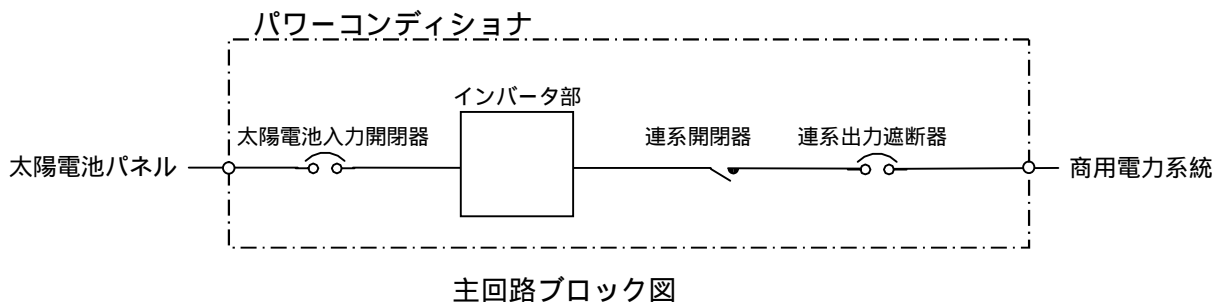 パワーコンディショナ
インバータ部
太陽電池入力開閉器
連系開閉器
連系出力遮断器
太陽電池パネル
商用電力系統
主回路ブロック図